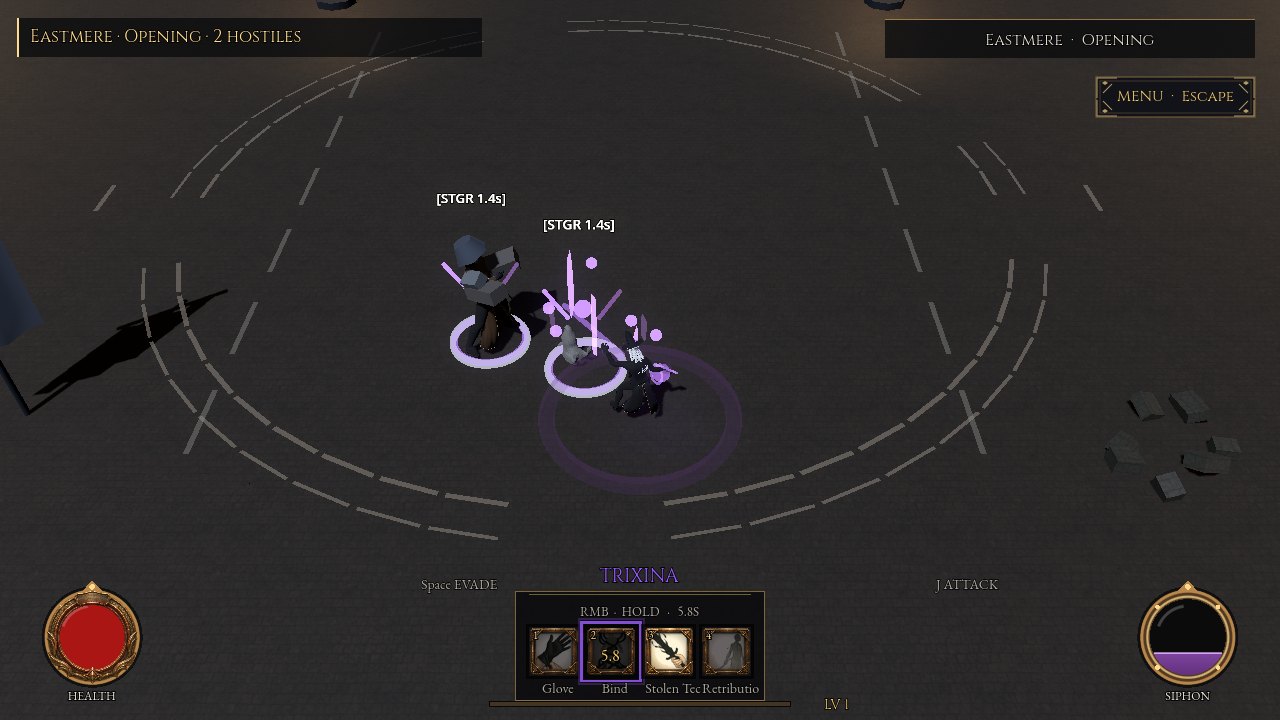 Eastmere · Opening · 2 hostiles
Eastmere · Opening
MENU · Escape
[STGR 1.4s]
[STGR 1.4s]
TRIXINA
Space EVADE
J ATTACK
RMB · HOLD · 5.8S
1 2 3 4
5.8
Glove Bind Stolen Tec Retributio
HEALTH
SIPHON
LV 1